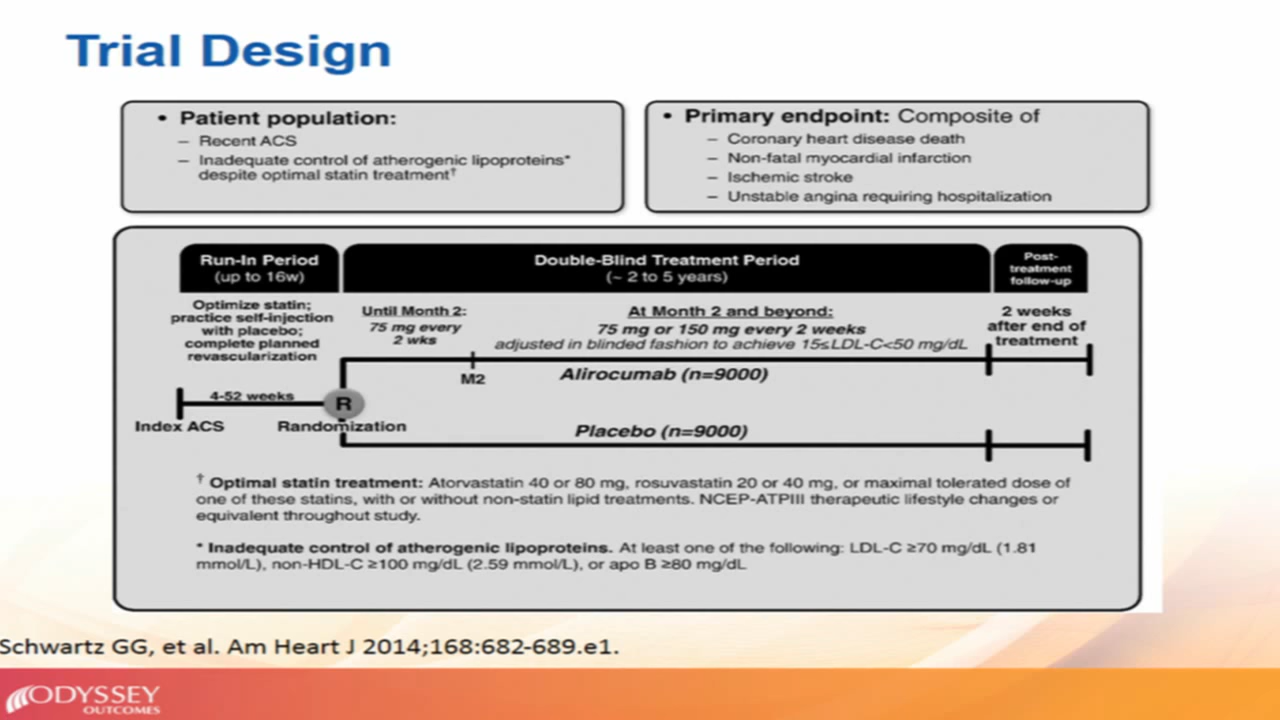 Trial Design
• Patient population:
– Recent ACS
– Inadequate control of atherogenic lipoproteins*
despite optimal statin treatment†
• Primary endpoint: Composite of
– Coronary heart disease death
– Non-fatal myocardial infarction
– Ischemic stroke
– Unstable angina requiring hospitalization
Run-In Period
(up to 16w)
Double-Blind Treatment Period
(~ 2 to 5 years)
Post-
treatment
follow-up
Optimize statin;
practice self-injection
with placebo;
complete planned
revascularization
Until Month 2:
75 mg every
2 wks
At Month 2 and beyond:
75 mg or 150 mg every 2 weeks
adjusted in blinded fashion to achieve 15≤LDL-C<50 mg/dL
2 weeks
after end of
treatment
M2
Alirocumab (n=9000)
4-52 weeks
R
Index ACS
Randomization
Placebo (n=9000)
† Optimal statin treatment: Atorvastatin 40 or 80 mg, rosuvastatin 20 or 40 mg, or maximal tolerated dose of
one of these statins, with or without non-statin lipid treatments. NCEP-ATPIII therapeutic lifestyle changes or
equivalent throughout study.
* Inadequate control of atherogenic lipoproteins. At least one of the following: LDL-C ≥70 mg/dL (1.81
mmol/L), non-HDL-C ≥100 mg/dL (2.59 mmol/L), or apo B ≥80 mg/dL
Schwartz GG, et al. Am Heart J 2014;168:682-689.e1.
ODYSSEY
OUTCOMES